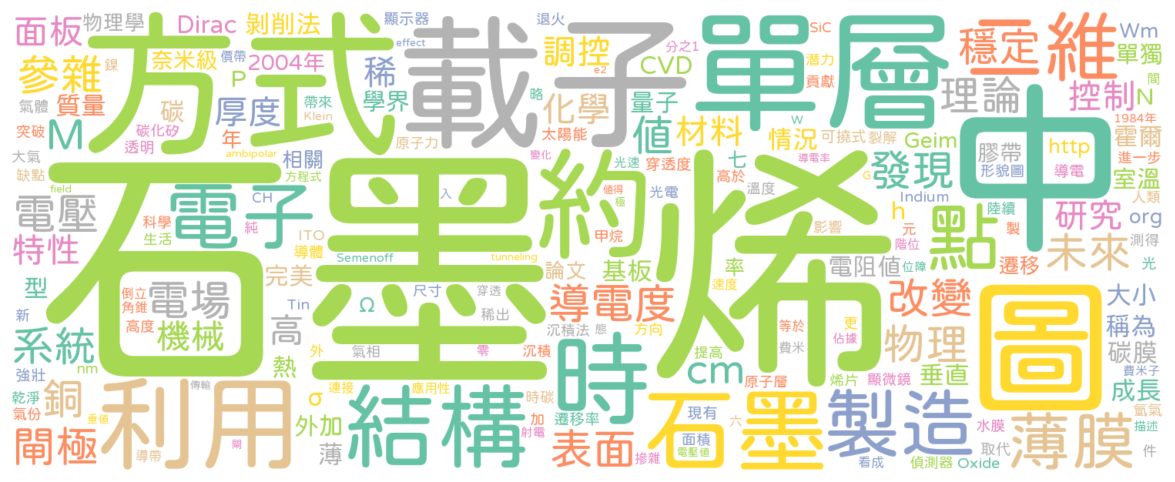 石墨烯
方式
載子
單層
中
維
圖
約
時
結構
利用
電子
石墨
製造
薄膜
點
面板
物理學
Dirac
剝削法
顯示器
effect
退火
調控
分之1
SiC
潛力
穩定
Wm
單獨
參雜
奈米級
價帶
2004年
稀
e2
CVD
貢獻
理論
控制
N
間
鎳
P
氣體
質量
碳
厚度
帶來
學界
略
化學
量子
w
1984年
突破
碳化矽
M
年
Klein
原子力
太陽能
值
材料
情況
可撓式
裂解
Geim
膠帶
http
霍爾
進一步
大氣
透明
ambipolar
變化
光速
穿透度
七
導電率
G
發現
形貌圖
導電
缺點
相關
方程式
入
值得
極
高於
溫度
室溫
人類
field
電壓
CH
光電
Indium
陸續
研究
org
科學
純
甲烷
h
元
製
特性
生活
ITO
導體
Semenoff
tunneling
影響
階位
未來
測得
型
電場
完美
論文
基板
率
電阻值
位障
遷移
光
倒立
角錐
Tin
Ω
尺寸
穿透
導電度
速度
改變
大小
新
高度
機械
高
稀出
沉積法
態
方向
等於
更
稱為
系統
氣相
費米
佔據
物理
碳膜
nm
外
熱
零
沉積
提高
cm
原子層
烯片
顯微鏡
垂直
費米子
強壯
連接
應用性
成長
乾淨
銅
傳輸
σ
時碳
遷移率
現有
六
氬氣
氣份
垂值
外加
加
射電
水膜
描述
閘極
關
導帶
薄
表面
面積
電壓值
摻雜
看成
偵測器
Oxide
取代
件